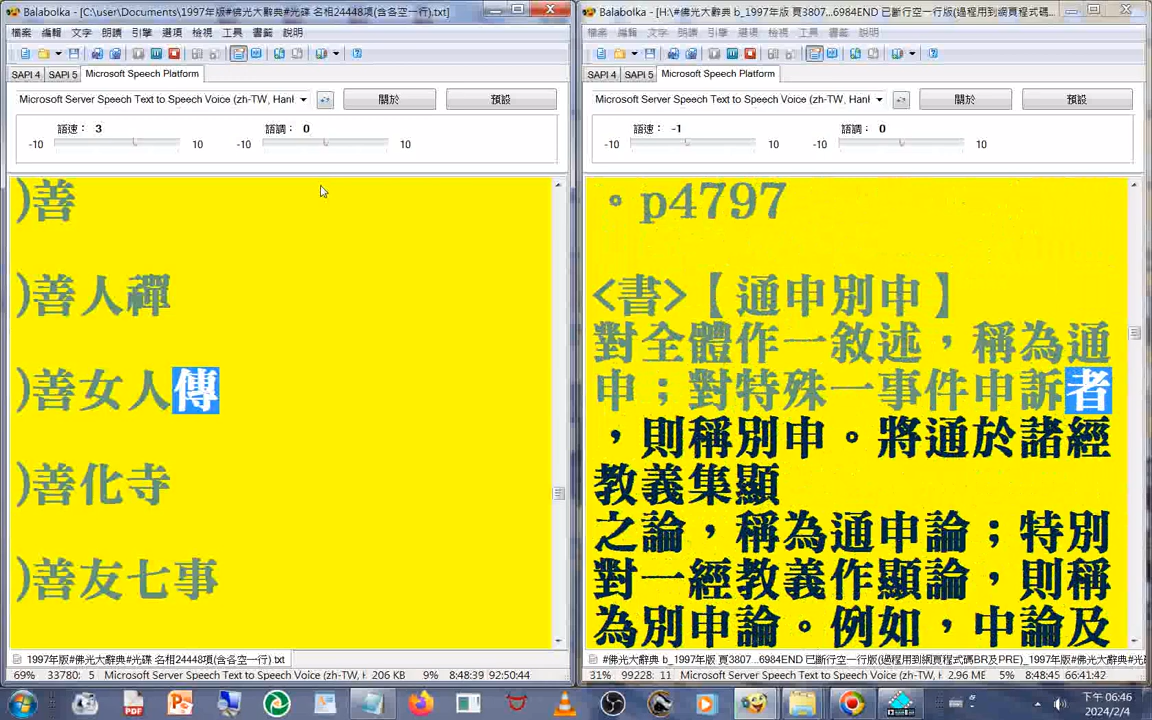 Balabolka - [C:\user\Documents\1997年版#佛光大辭典#光碟 名相24448項(含各空一行).txt]
檔案 編輯 文字 朗讀 引擎 選項 檢視 工具 書籤 說明
SAPI 4 SAPI 5 Microsoft Speech Platform
Microsoft Server Speech Text to Speech Voice (zh-TW, Hanl
關於 預設
語速： 3 語調： 0
-10 10 -10 10
)善
)善人禪
)善女人傳
)善化寺
)善友七事
1997年版#佛光大辭典#光碟 名相24448項(含各空一行).txt
69% 33780: 5 Microsoft Server Speech Text to Speech Voice (zh-TW, H 206 KB 9% 8:48:39 92:50:44
Balabolka - [H:\#佛光大辭典 b_1997年版 頁3807...6984END 已斷行空一行版(過程用到網頁程式碼
檔案 編輯 文字 朗讀 引擎 選項 檢視 工具 書籤 說明
SAPI 4 SAPI 5 Microsoft Speech Platform
Microsoft Server Speech Text to Speech Voice (zh-TW, Hanl
關於 預設
語速： -1 語調： 0
-10 10 -10 10
。p4797
<書>【通申別申】
對全體作一敘述，稱為通
申；對特殊一事件申訴者
，則稱別申。將通於諸經
教義集顯
之論，稱為通申論；特別
對一經教義作顯論，則稱
為別申論。例如，中論及
#佛光大辭典 b_1997年版 頁3807...6984END 已斷行空一行版(過程用到網頁程式碼BR及PRE)_1997年版#光
31% 99228: 11 Microsoft Server Speech Text to Speech Voice (zh-TW, H 2.96 ME 5% 8:48:45 66:41:42
下午 06:46
2024/2/4